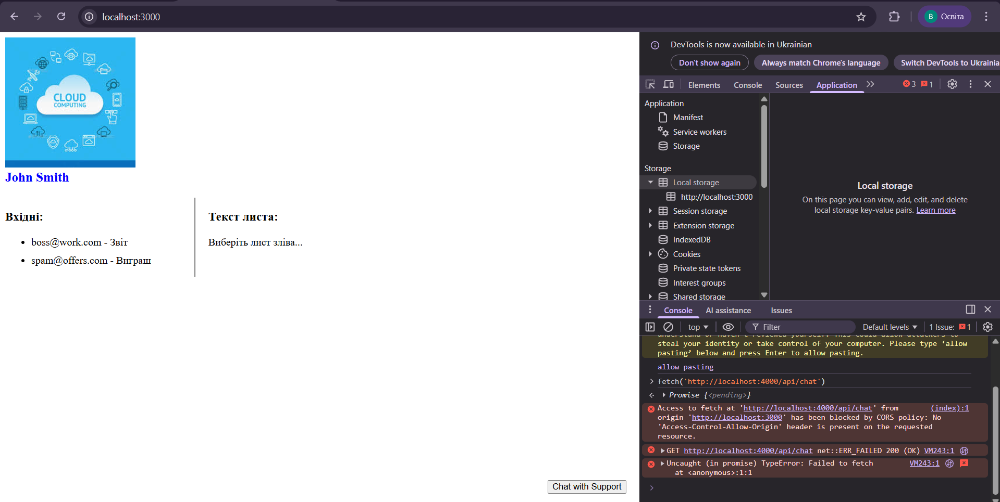 localhost:3000
B Освіта
CLOUD
COMPUTING
John Smith
Вхідні:
boss@work.com - Звіт
spam@offers.com - Виграш
Текст листа:
Виберіть лист зліва...
Chat with Support
DevTools is now available in Ukrainian
Don't show again
Always match Chrome's language
Switch DevTools to Ukrainia
Elements Console Sources Application 3 1
Application
Manifest
Service workers
Storage
Storage
Local storage
http://localhost:3000
Session storage
Extension storage
IndexedDB
Cookies
Private state tokens
Interest groups
Shared storage
Local storage
On this page you can view, add, edit, and delete
local storage key-value pairs. Learn more
Console AI assistance Issues
top Filter Default levels 1 Issue: 1
understand or haven't reviewed yourself. This could allow attackers to
steal your identity or take control of your computer. Please type ‘allow
pasting’ below and press Enter to allow pasting.
allow pasting
fetch('http://localhost:4000/api/chat')
Promise {<pending>}
Access to fetch at 'http://localhost:4000/api/chat' from (index):1
origin 'http://localhost:3000' has been blocked by CORS policy: No
'Access-Control-Allow-Origin' header is present on the requested
resource.
GET http://localhost:4000/api/chat net::ERR_FAILED 200 (OK) VM243:1
Uncaught (in promise) TypeError: Failed to fetch VM243:1
at <anonymous>:1:1